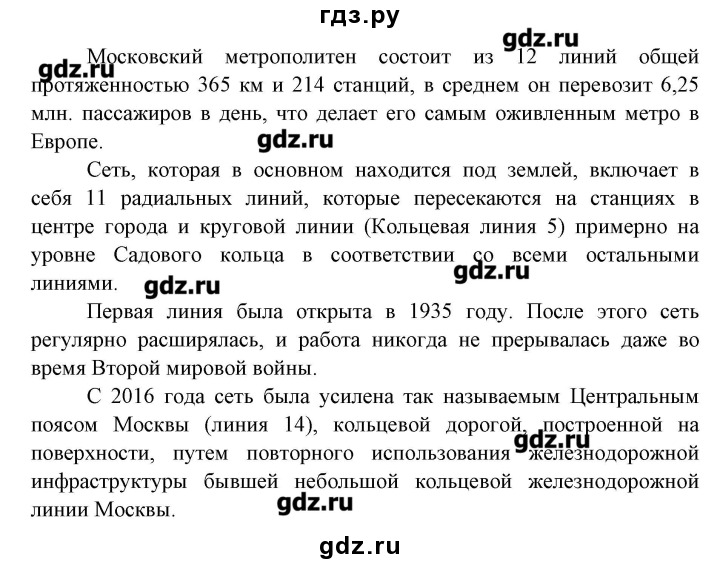 гдз.ру
gdz.ru
Московский метрополитен состоит из 12 линий общей
gdz.ru
протяженностью 365 км и 214 станций, в среднем он перевозит 6,25
млн. пассажиров в день, что делает его самым оживленным метро в
Европе.
gdz.ru
Сеть, которая в основном находится под землей, включает в
себя 11 радиальных линий, которые пересекаются на станциях в
центре города и круговой линии (Кольцевая линия 5) примерно на
уровне Садового кольца в соответствии со всеми остальными
gdz.ru
линиями.
gdz.ru
Первая линия была открыта в 1935 году. После этого сеть
регулярно расширялась, и работа никогда не прерывалась даже во
время Второй мировой войны.
С 2016 года сеть была усилена так называемым Центральным
поясом Москвы (линия 14), кольцевой дорогой, построенной на
gdz.ru
поверхности, путем повторного использования железнодорожной
инфраструктуры бывшей небольшой кольцевой железнодорожной
линии Москвы.
gdz.ru
gdz.ru